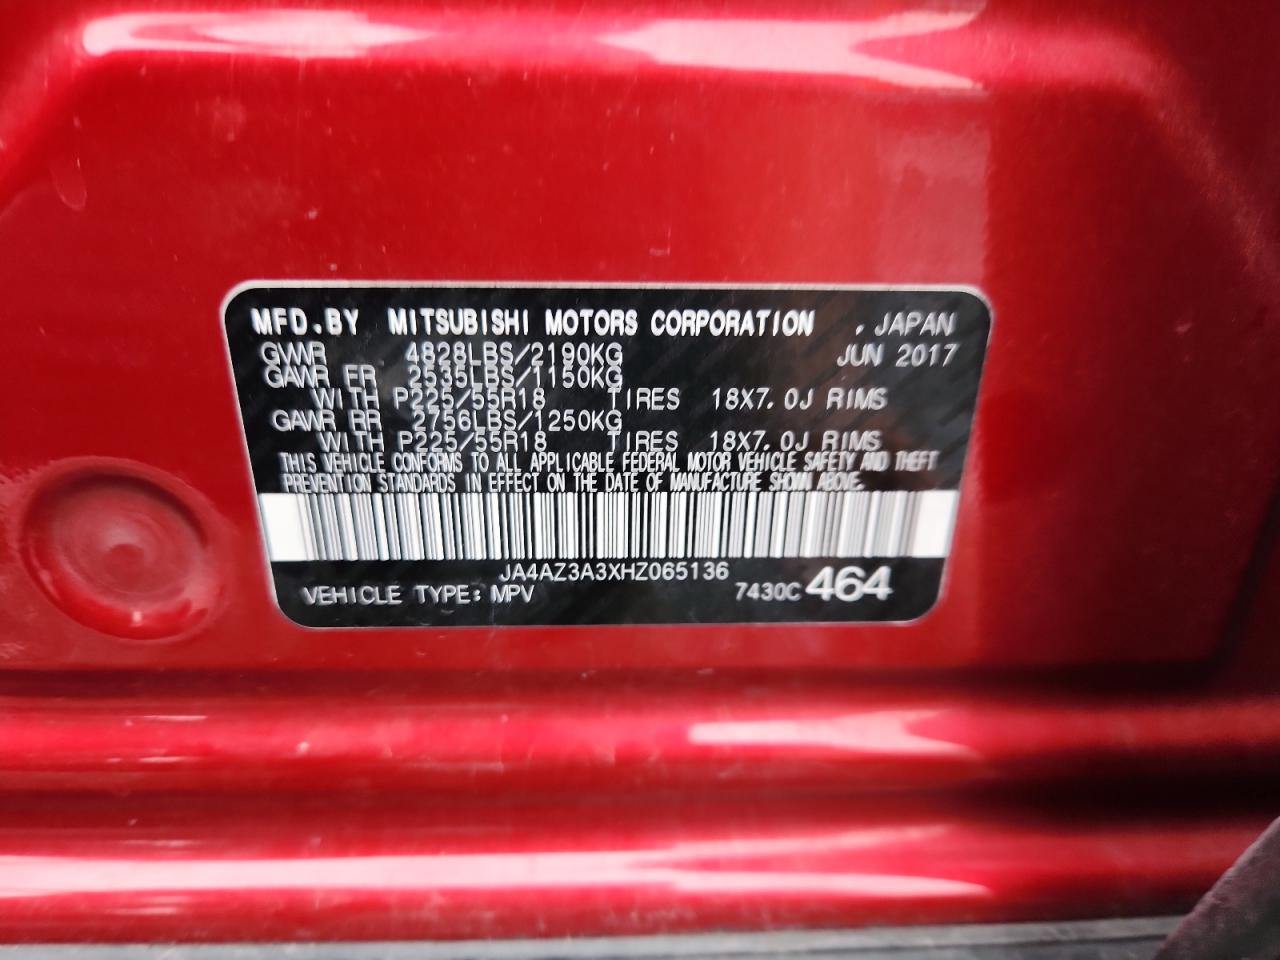 MFD.BY MITSUBISHI MOTORS CORPORATION , JAPAN
GVWR 4828LBS/2190KG JUN 2017
GAWR FR 2535LBS/1150KG
WITH P225/55R18 TIRES 18X7.0J RIMS
GAWR RR 2756LBS/1250KG
WITH P225/55R18 TIRES 18X7.0J RIMS
THIS VEHICLE CONFORMS TO ALL APPLICABLE FEDERAL MOTOR VEHICLE SAFETY AND THEFT
PREVENTION STANDARDS IN EFFECT ON THE DATE OF MANUFACTURE SHOWN ABOVE.
JA4AZ3A3XHZ065136
VEHICLE TYPE: MPV 7430C 464